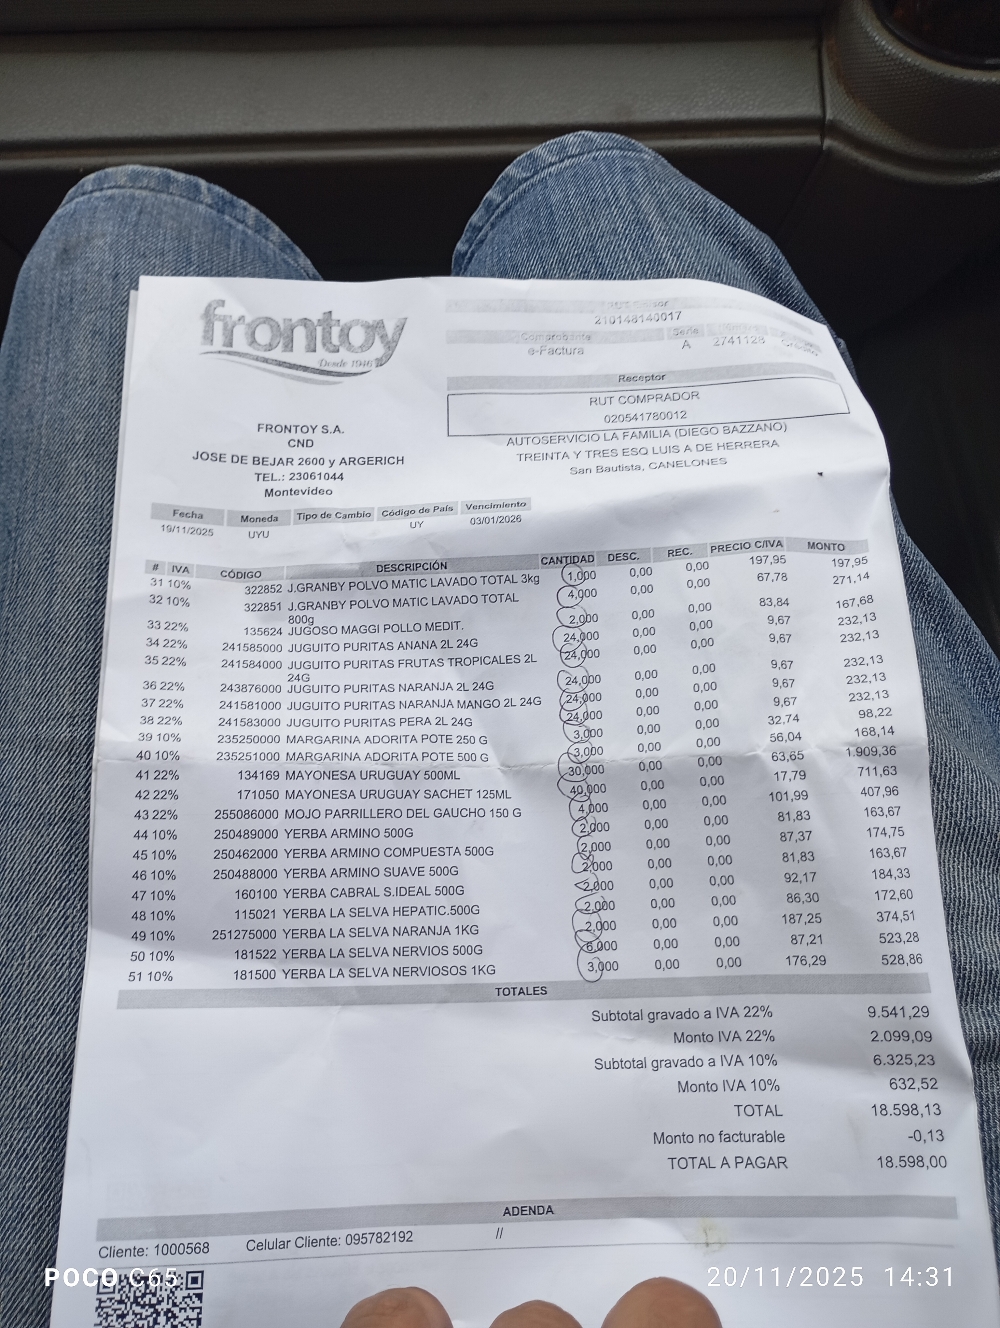 frontoy
Desde 1946
210148140017
Comprobante Serie
e-Factura A 2741128
Receptor
RUT COMPRADOR
020541780012
AUTOSERVICIO LA FAMILIA (DIEGO BAZZANO)
TREINTA Y TRES ESQ LUIS A DE HERRERA
San Bautista, CANELONES
FRONTOY S.A.
CND
JOSE DE BEJAR 2600 y ARGERICH
TEL.: 23061044
Montevideo
Fecha Moneda Tipo de Cambio Código de País Vencimiento
19/11/2025 UYU UY 03/01/2026
# IVA CÓDIGO DESCRIPCIÓN CANTIDAD DESC. REC. PRECIO C/IVA MONTO
31 10% 322852 J.GRANBY POLVO MATIC LAVADO TOTAL 3kg 1,000 0,00 0,00 197,95 197,95
32 10% 322851 J.GRANBY POLVO MATIC LAVADO TOTAL 4,000 0,00 0,00 67,78 271,14
800g
33 22% 135624 JUGOSO MAGGI POLLO MEDIT. 2,000 0,00 0,00 83,84 167,68
34 22% 241585000 JUGUITO PURITAS ANANA 2L 24G 24,000 0,00 0,00 9,67 232,13
35 22% 241584000 JUGUITO PURITAS FRUTAS TROPICALES 2L 24,000 0,00 0,00 9,67 232,13
24G
36 22% 243876000 JUGUITO PURITAS NARANJA 2L 24G 24,000 0,00 0,00 9,67 232,13
37 22% 241581000 JUGUITO PURITAS NARANJA MANGO 2L 24G 24,000 0,00 0,00 9,67 232,13
38 22% 241583000 JUGUITO PURITAS PERA 2L 24G 24,000 0,00 0,00 9,67 232,13
39 10% 235250000 MARGARINA ADORITA POTE 250 G 3,000 0,00 0,00 32,74 98,22
40 10% 235251000 MARGARINA ADORITA POTE 500 G 3,000 0,00 0,00 56,04 168,14
41 22% 134169 MAYONESA URUGUAY 500ML 30,000 0,00 0,00 63,65 1.909,36
42 22% 171050 MAYONESA URUGUAY SACHET 125ML 40,000 0,00 0,00 17,79 711,63
43 22% 255086000 MOJO PARRILLERO DEL GAUCHO 150 G 4,000 0,00 0,00 101,99 407,96
44 10% 250489000 YERBA ARMINO 500G 2,000 0,00 0,00 81,83 163,67
45 10% 250462000 YERBA ARMINO COMPUESTA 500G 2,000 0,00 0,00 87,37 174,75
46 10% 250488000 YERBA ARMINO SUAVE 500G 2,000 0,00 0,00 81,83 163,67
47 10% 160100 YERBA CABRAL S.IDEAL 500G 2,000 0,00 0,00 92,17 184,33
48 10% 115021 YERBA LA SELVA HEPATIC.500G 2,000 0,00 0,00 86,30 172,60
49 10% 251275000 YERBA LA SELVA NARANJA 1KG 2,000 0,00 0,00 187,25 374,51
50 10% 181522 YERBA LA SELVA NERVIOS 500G 6,000 0,00 0,00 87,21 523,28
51 10% 181500 YERBA LA SELVA NERVIOSOS 1KG 3,000 0,00 0,00 176,29 528,86
TOTALES
Subtotal gravado a IVA 22% 9.541,29
Monto IVA 22% 2.099,09
Subtotal gravado a IVA 10% 6.325,23
Monto IVA 10% 632,52
TOTAL 18.598,13
Monto no facturable -0,13
TOTAL A PAGAR 18.598,00
ADENDA
Cliente: 1000568 Celular Cliente: 095782192 //
POCO C65 20/11/2025 14:31